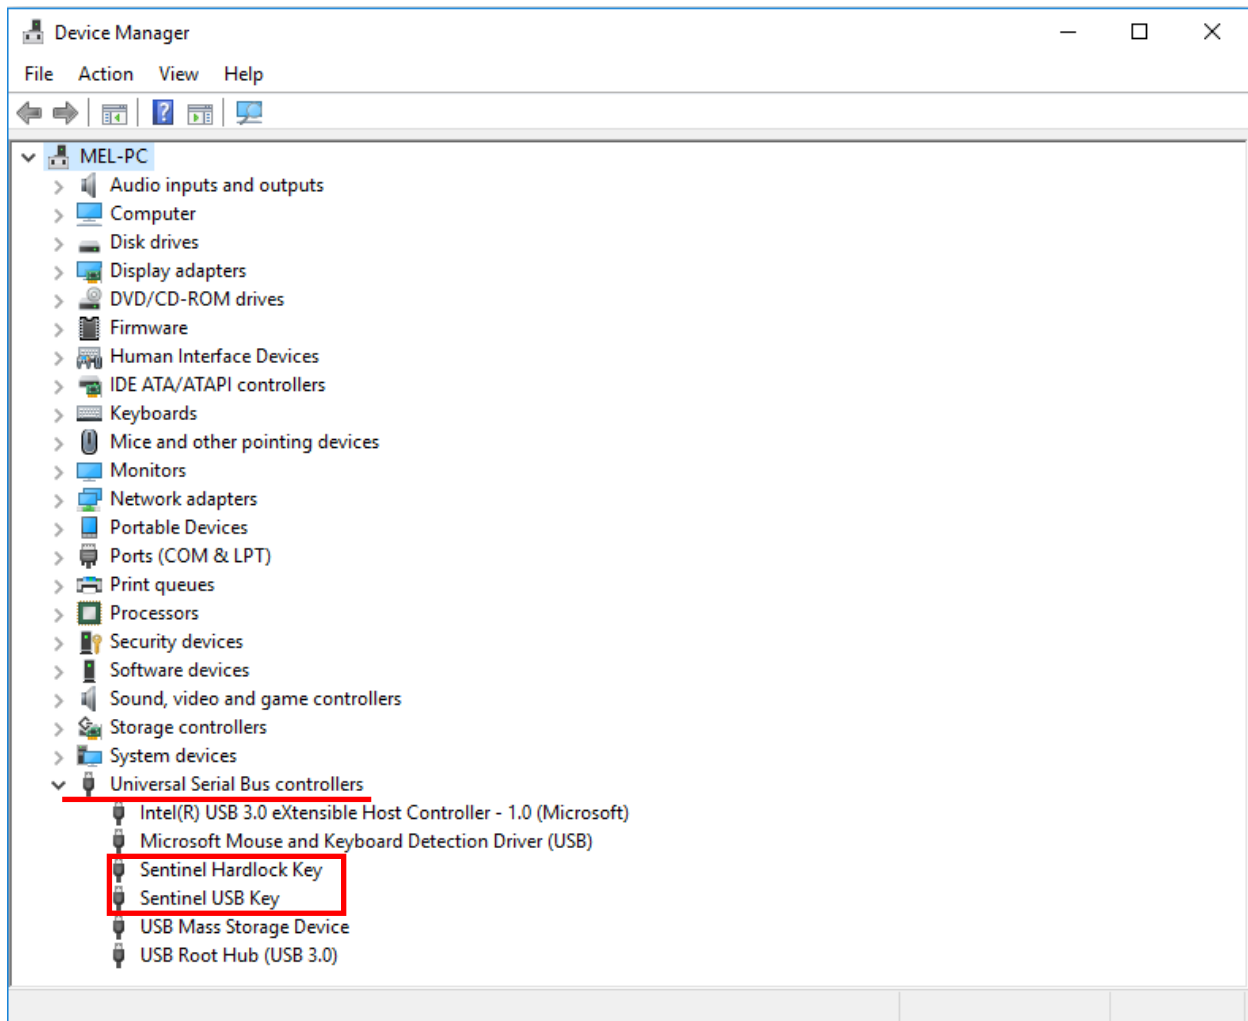 Device Manager
File Action View Help
MEL-PC
Audio inputs and outputs
Computer
Disk drives
Display adapters
DVD/CD-ROM drives
Firmware
Human Interface Devices
IDE ATA/ATAPI controllers
Keyboards
Mice and other pointing devices
Monitors
Network adapters
Portable Devices
Ports (COM & LPT)
Print queues
Processors
Security devices
Software devices
Sound, video and game controllers
Storage controllers
System devices
Universal Serial Bus controllers
Intel(R) USB 3.0 eXtensible Host Controller - 1.0 (Microsoft)
Microsoft Mouse and Keyboard Detection Driver (USB)
Sentinel Hardlock Key
Sentinel USB Key
USB Mass Storage Device
USB Root Hub (USB 3.0)